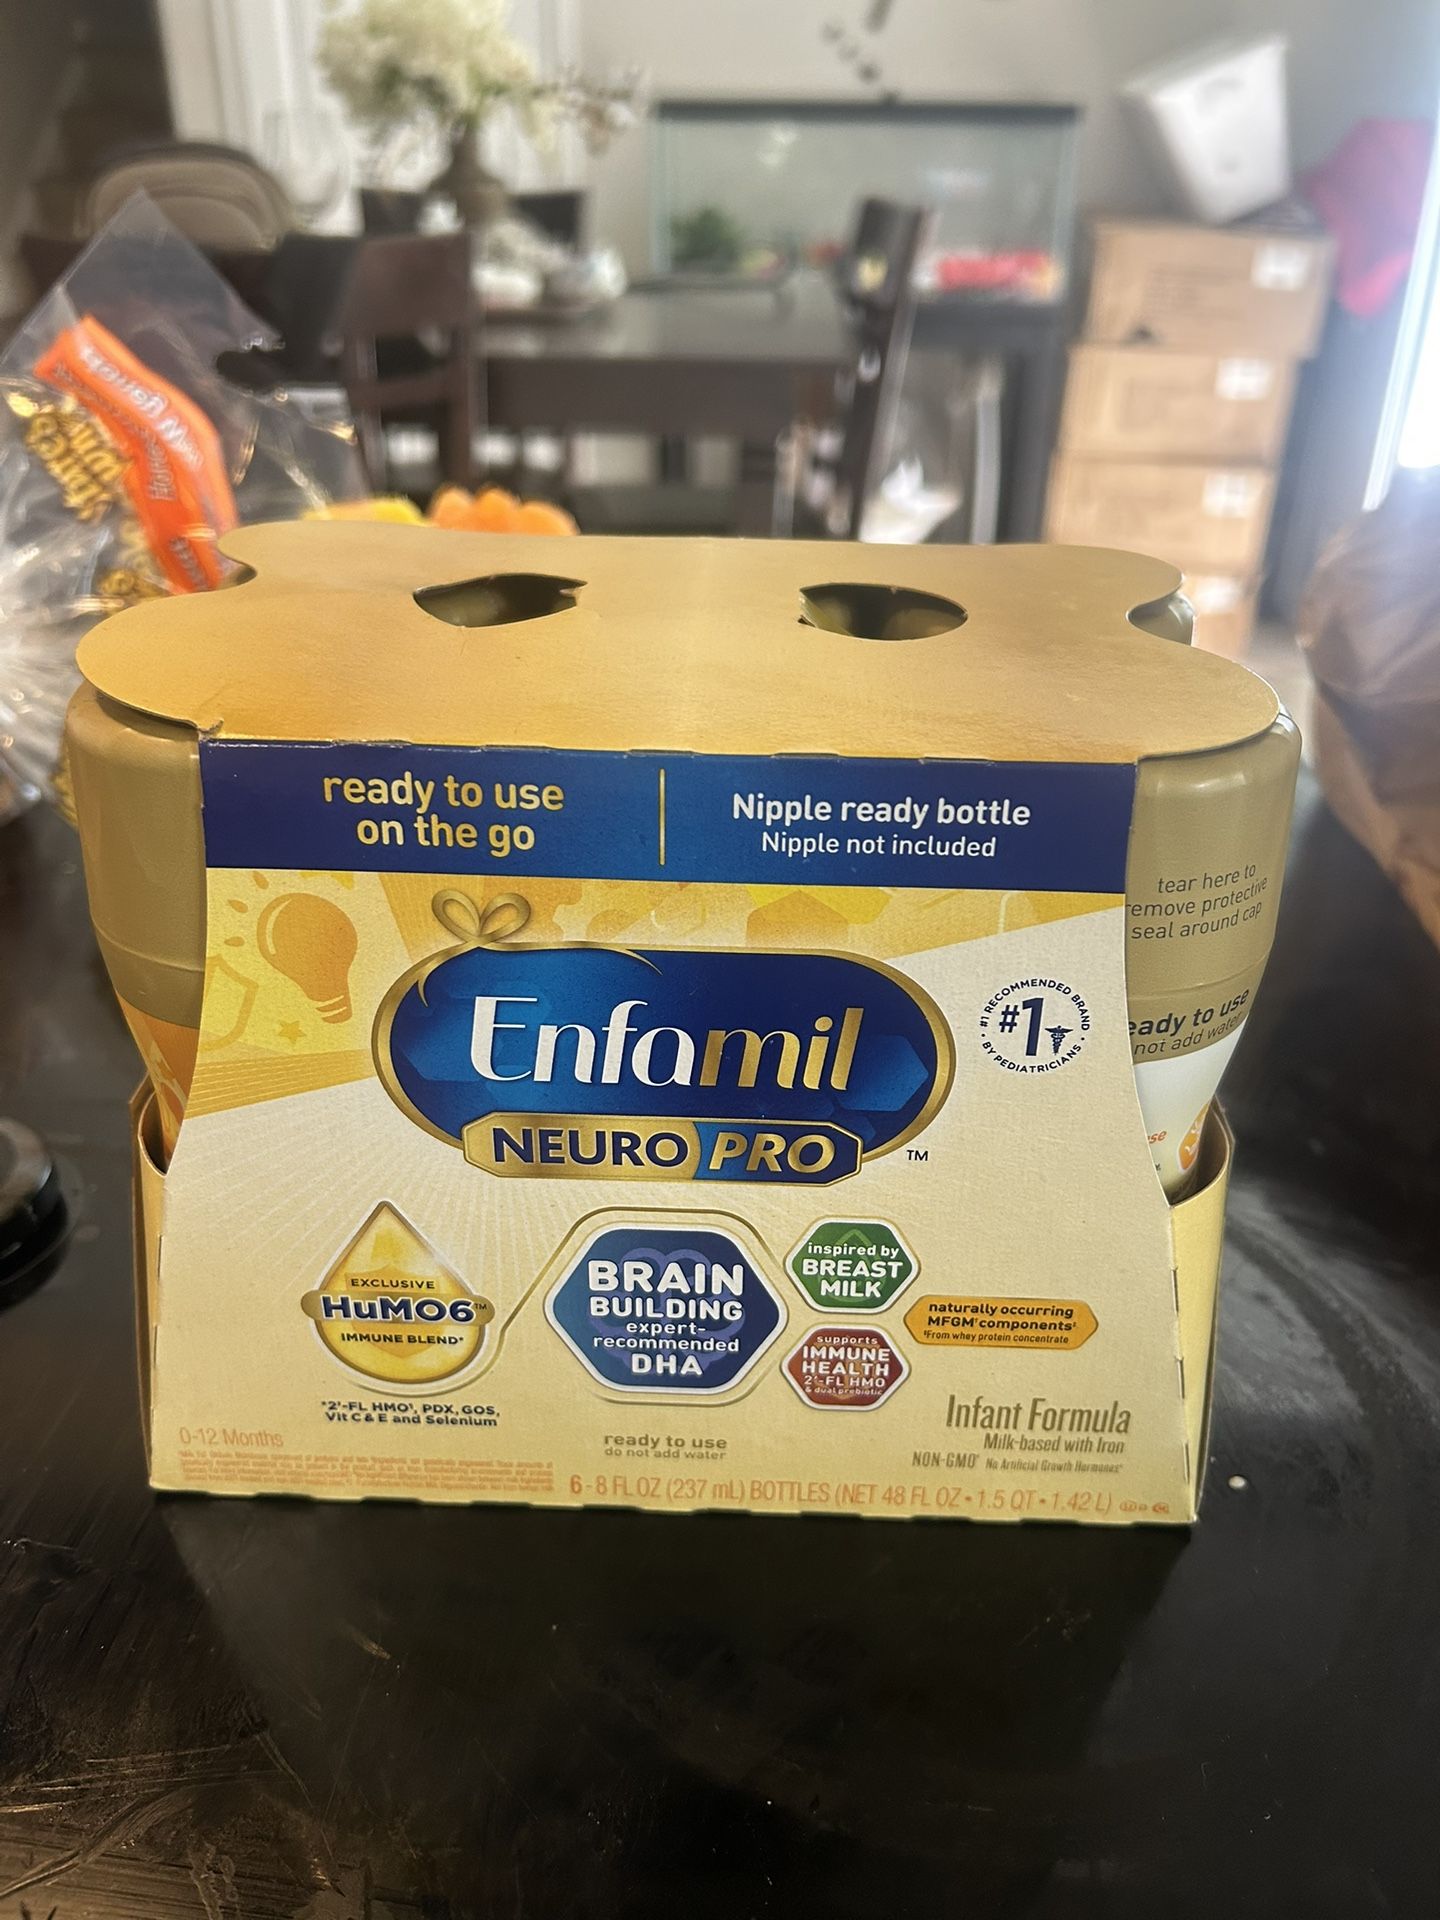 ready to use
on the go
Nipple ready bottle
Nipple not included
tear here to
remove protective
seal around cap
ready to use
not add water
Enfamil
NEURO PRO™
#1 RECOMMENDED BRAND
#1
BY PEDIATRICIANS
EXCLUSIVE
HuMO6™
IMMUNE BLEND*
*2'-FL HMO§, PDX, GOS,
Vit C & E and Selenium
BRAIN
BUILDING
expert-
recommended
DHA
inspired by
BREAST
MILK
supports
IMMUNE
HEALTH
2'-FL HMO
& dual prebiotic
naturally occurring
MFGM† components‡
‡From whey protein concentrate
0-12 Months
ready to use
do not add water
Infant Formula
Milk-based with Iron
NON-GMO
No Artificial Growth Hormones
6 - 8 FL OZ (237 mL) BOTTLES (NET 48 FL OZ • 1.5 QT • 1.42 L)